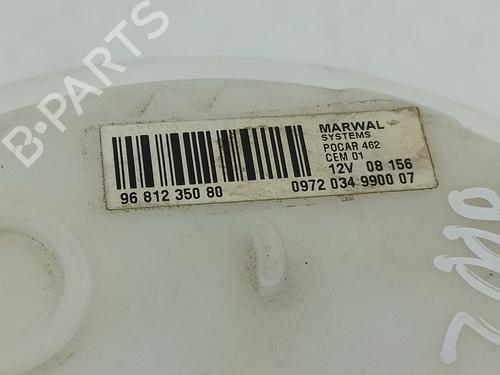 B-PARTS
MARWAL
SYSTEMS
POCAR 462
CEM 01
12V 08 156
96 812 350 80
0972 034 9900 07